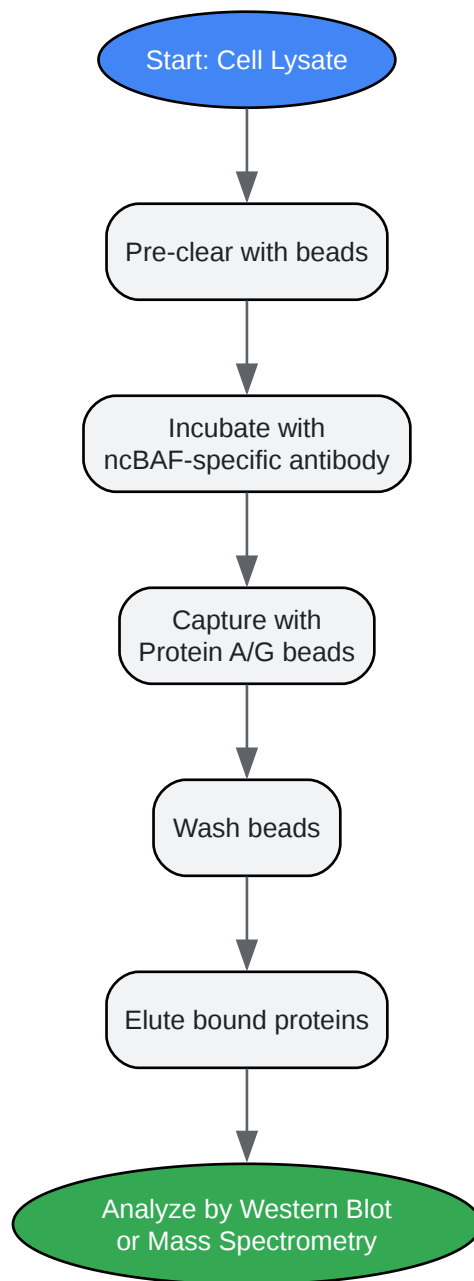 Start: Cell Lysate
Pre-clear with beads
Incubate with
ncBAF-specific antibody
Capture with
Protein A/G beads
Wash beads
Elute bound proteins
Analyze by Western Blot
or Mass Spectrometry